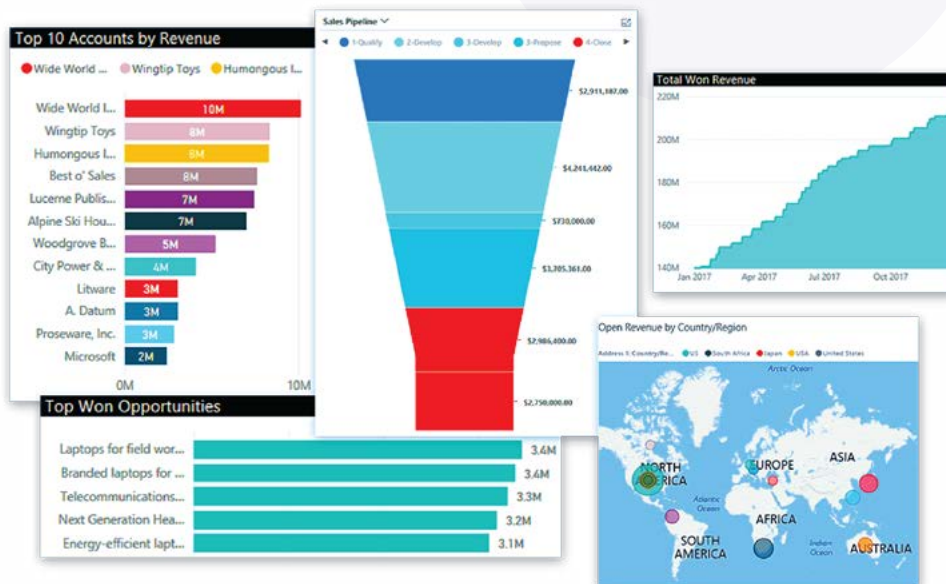 Top 10 Accounts by Revenue
Wide World ... Wingtip Toys Humongous I...
Wide World I... 10M
Wingtip Toys 8M
Humongous I... 8M
Best o' Sales 8M
Lucerne Publis... 7M
Alpine Ski Hou... 7M
Woodgrove B... 5M
City Power & ... 4M
Litware 3M
A. Datum 3M
Proseware, Inc. 3M
Microsoft 2M
0M 10M
Sales Pipeline
1-Qualify 2-Develop 3-Develop 3-Propose 4-Close
$2,911,187.00
$4,241,442.00
$730,000.00
$3,705,361.00
$2,986,400.00
$2,750,000.00
Total Won Revenue
220M
200M
180M
160M
140M
Jan 2017 Apr 2017 Jul 2017 Oct 2017
Top Won Opportunities
Laptops for field wor... 3.4M
Branded laptops for ... 3.4M
Telecommunications... 3.3M
Next Generation Hea... 3.2M
Energy-efficient lapt... 3.1M
Open Revenue by Country/Region
Address 1: Country/Re... US South Africa Japan USA United States
Arctic Ocean
NORTH AMERICA
EUROPE
ASIA
Atlantic Ocean
AFRICA
SOUTH AMERICA
Indian Ocean
AUSTRALIA